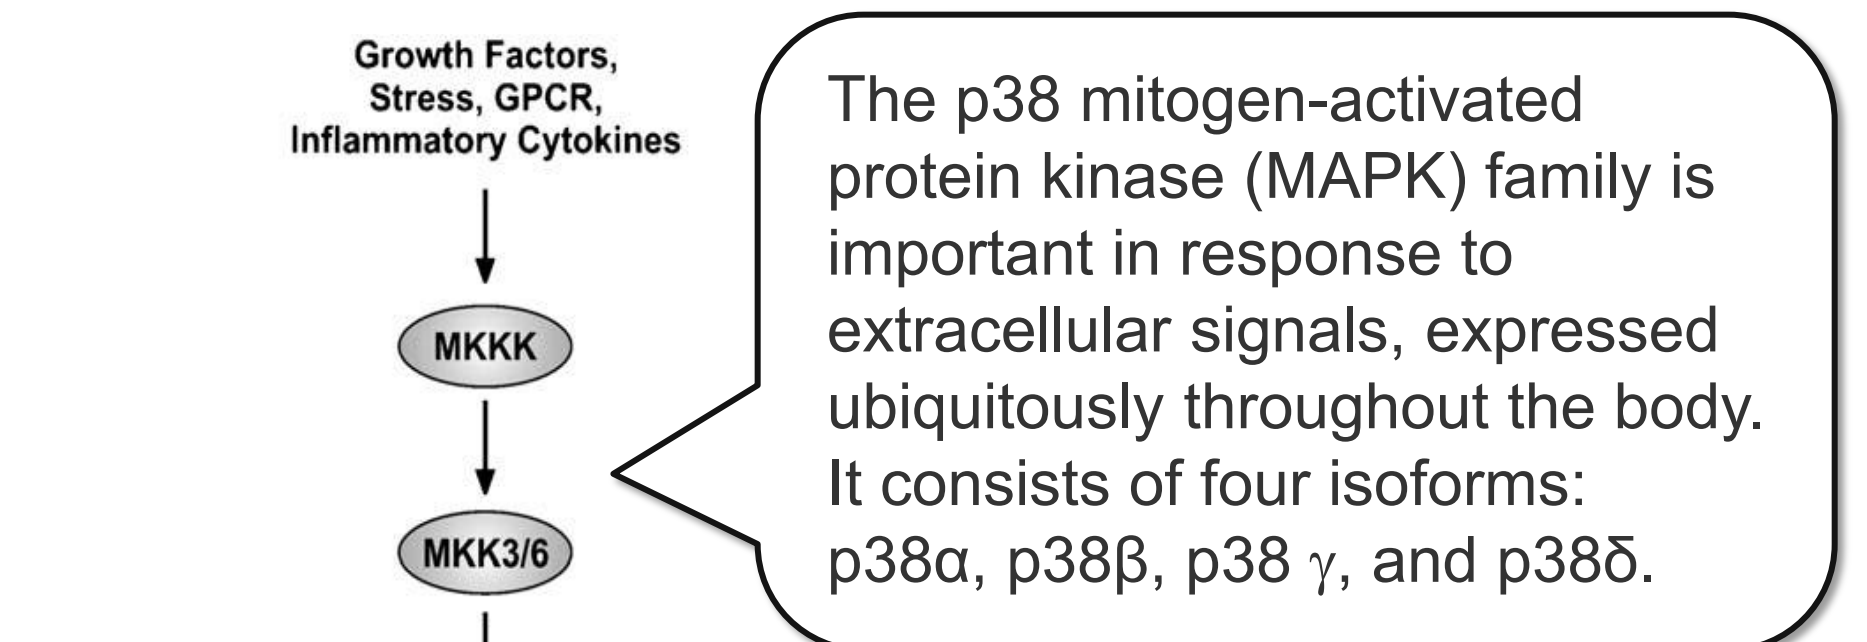 Growth Factors,
Stress, GPCR,
Inflammatory Cytokines
MKKK
MKK3/6
The p38 mitogen-activated
protein kinase (MAPK) family is
important in response to
extracellular signals, expressed
ubiquitously throughout the body.
It consists of four isoforms:
p38α, p38β, p38 γ, and p38δ.